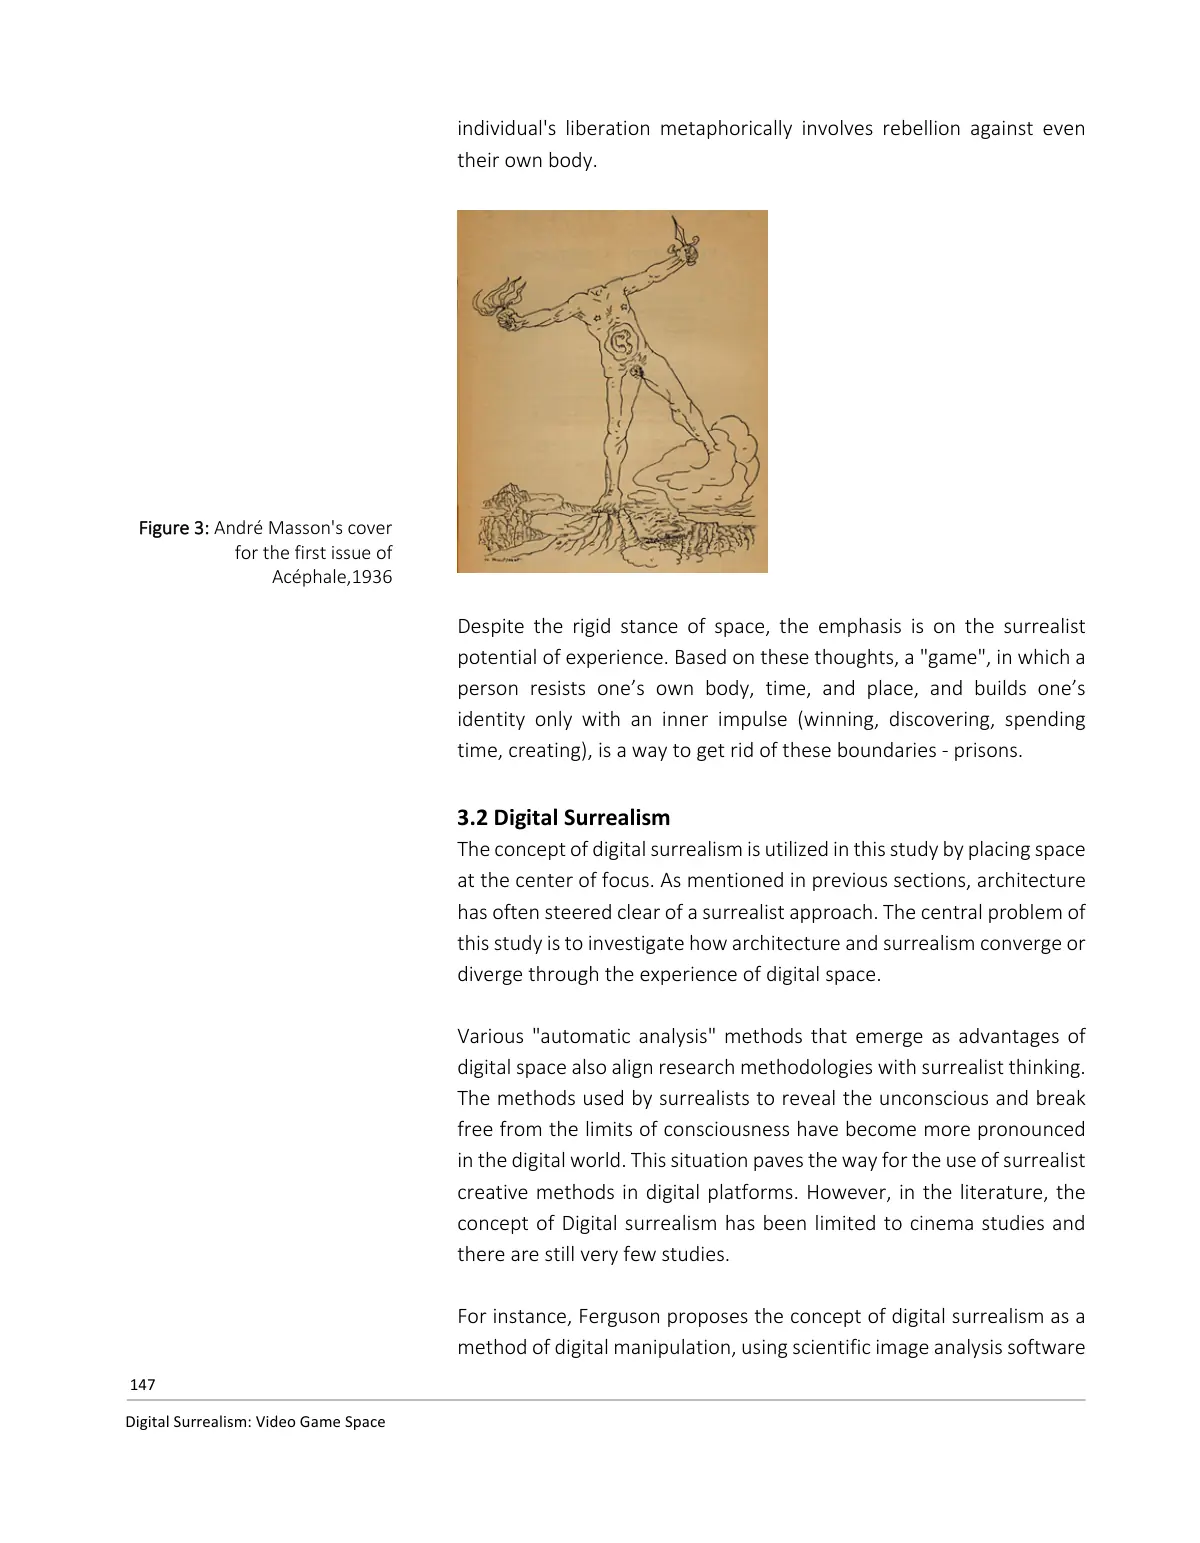 individual's liberation metaphorically involves rebellion against even
their own body.
Figure 3: André Masson's cover
for the first issue of
Acéphale,1936
Despite the rigid stance of space, the emphasis is on the surrealist
potential of experience. Based on these thoughts, a "game", in which a
person resists one’s own body, time, and place, and builds one’s
identity only with an inner impulse (winning, discovering, spending
time, creating), is a way to get rid of these boundaries - prisons.
3.2 Digital Surrealism
The concept of digital surrealism is utilized in this study by placing space
at the center of focus. As mentioned in previous sections, architecture
has often steered clear of a surrealist approach. The central problem of
this study is to investigate how architecture and surrealism converge or
diverge through the experience of digital space.
Various "automatic analysis" methods that emerge as advantages of
digital space also align research methodologies with surrealist thinking.
The methods used by surrealists to reveal the unconscious and break
free from the limits of consciousness have become more pronounced
in the digital world. This situation paves the way for the use of surrealist
creative methods in digital platforms. However, in the literature, the
concept of Digital surrealism has been limited to cinema studies and
there are still very few studies.
For instance, Ferguson proposes the concept of digital surrealism as a
method of digital manipulation, using scientific image analysis software
147
Digital Surrealism: Video Game Space